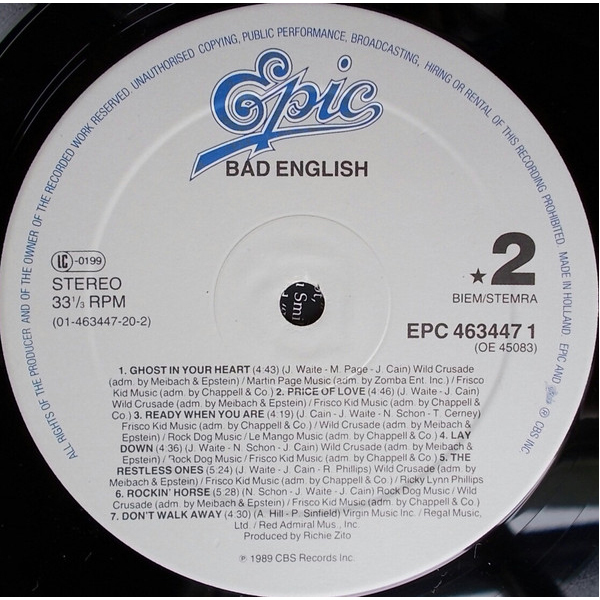 ALL RIGHTS OF THE PRODUCER AND OF THE OWNER OF THE RECORDED WORK RESERVED. UNAUTHORISED COPYING, PUBLIC PERFORMANCE, BROADCASTING, HIRING OR RENTAL OF THIS RECORDING PROHIBITED. MADE IN HOLLAND. EPIC AND Epic ® CBS INC.
Epic
BAD ENGLISH
LC -0199
STEREO
33 1/3 RPM
(01-463447-20-2)
★2
BIEM/STEMRA
EPC 463447 1
(OE 45083)
1. GHOST IN YOUR HEART (4:43) (J. Waite - M. Page - J. Cain) Wild Crusade
(adm. by Meibach & Epstein) / Martin Page Music (adm. by Zomba Ent. Inc.) / Frisco
Kid Music (adm. by Chappell & Co.) 2. PRICE OF LOVE (4:46) (J. Waite - J. Cain)
Wild Crusade (adm. by Meibach & Epstein) / Frisco Kid Music (adm. by Chappell &
Co.) 3. READY WHEN YOU ARE (4:19) (J. Cain - J. Waite - N. Schon - T. Cerney)
Frisco Kid Music (adm. by Chappell & Co.) / Wild Crusade (adm. by Meibach &
Epstein) / Rock Dog Music / Le Mango Music (adm. by Chappell & Co.) 4. LAY
DOWN (4:36) (J. Waite - N. Schon - J. Cain) Wild Crusade (adm. by Meibach &
Epstein) / Rock Dog Music / Frisco Kid Music (adm. by Chappell & Co.) 5. THE
RESTLESS ONES (5:24) (J. Waite - J. Cain - R. Phillips) Wild Crusade (adm. by
Meibach & Epstein) / Frisco Kid Music (adm. by Chappell & Co.) / Ricky Lynn Phillips
6. ROCKIN' HORSE (5:28) (N. Schon - J. Waite - J. Cain) Rock Dog Music / Wild
Crusade (adm. by Meibach & Epstein) / Frisco Kid Music (adm. by Chappell & Co.)
7. DON'T WALK AWAY (4:30) (A. Hill - P. Sinfield) Virgin Music Inc. / Regal Music,
Ltd. / Red Admiral Mus., Inc.
Produced by Richie Zito
℗ 1989 CBS Records Inc.